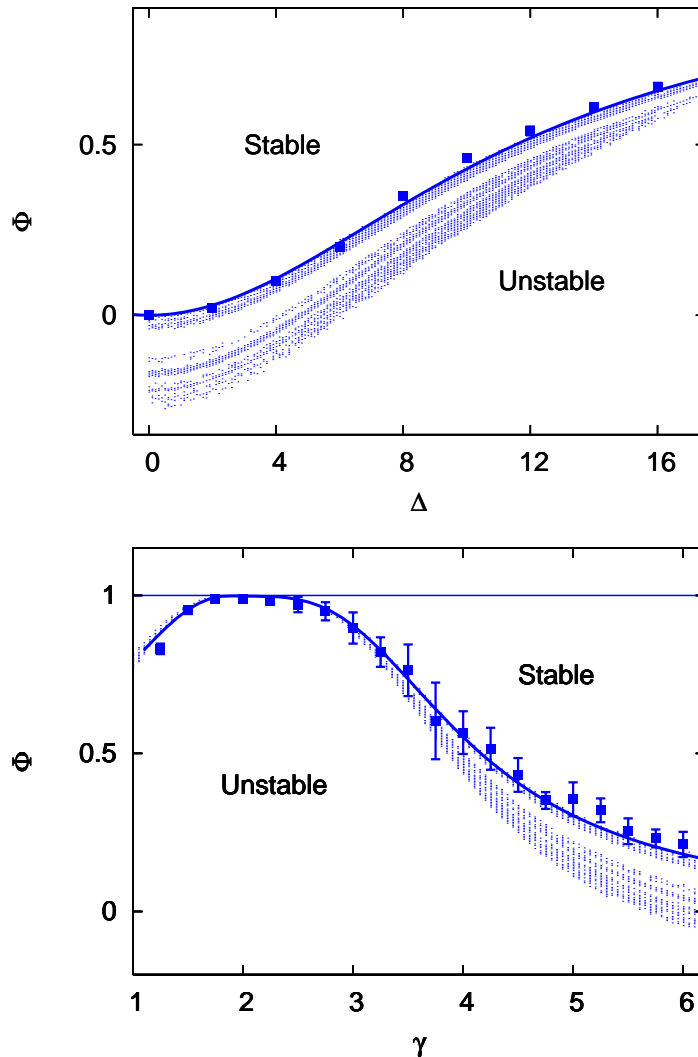 0.5
Stable
Φ
Unstable
0
0 4 8 12 16
Δ
1
Stable
0.5
Φ
Unstable
0
1 2 3 4 5 6
γ